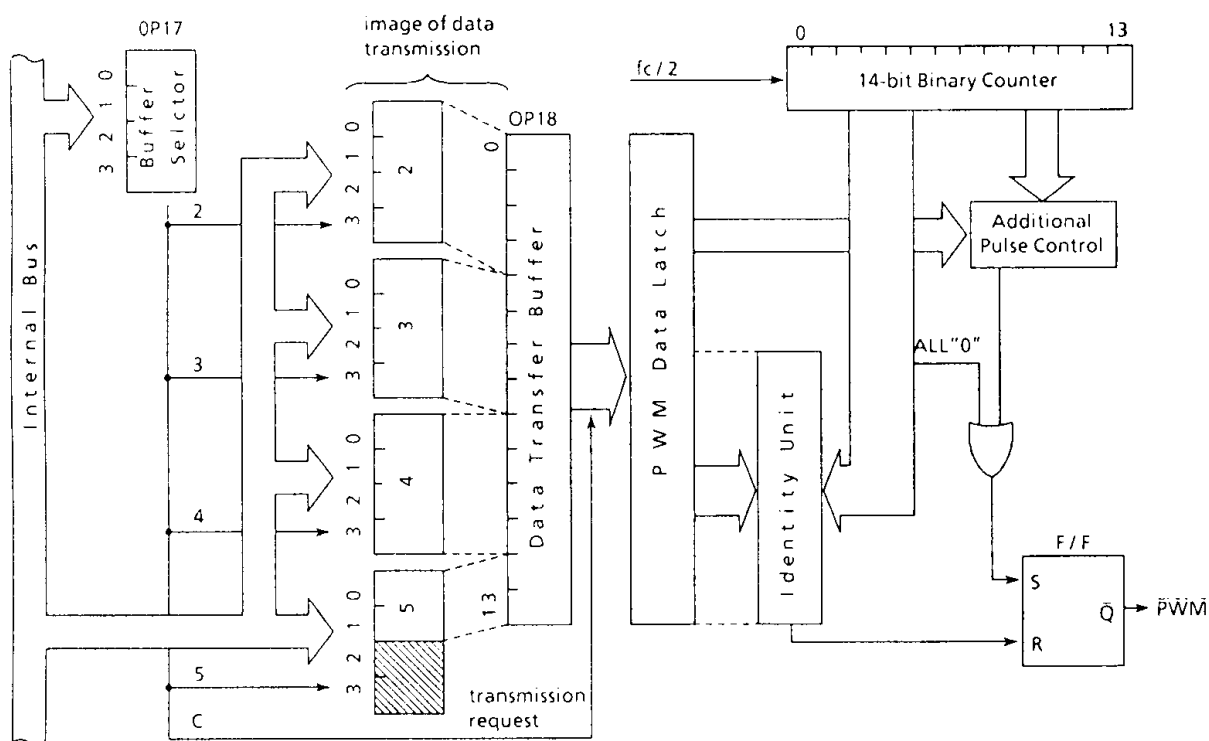 OP17
0
1
2
3
Buffer
Selctor
Internal Bus
image of data
transmission
2
0
1
2
3
2
3
0
1
2
3
3
4
0
1
2
3
4
5
0
1
2
3
5
C
transmission
request
OP18
0
13
Data Transfer Buffer
fc/2
0
13
14-bit Binary Counter
PWM Data Latch
Additional
Pulse Control
ALL"0"
Identity Unit
F/F
S
R
Q̄
P̄W̄M̄